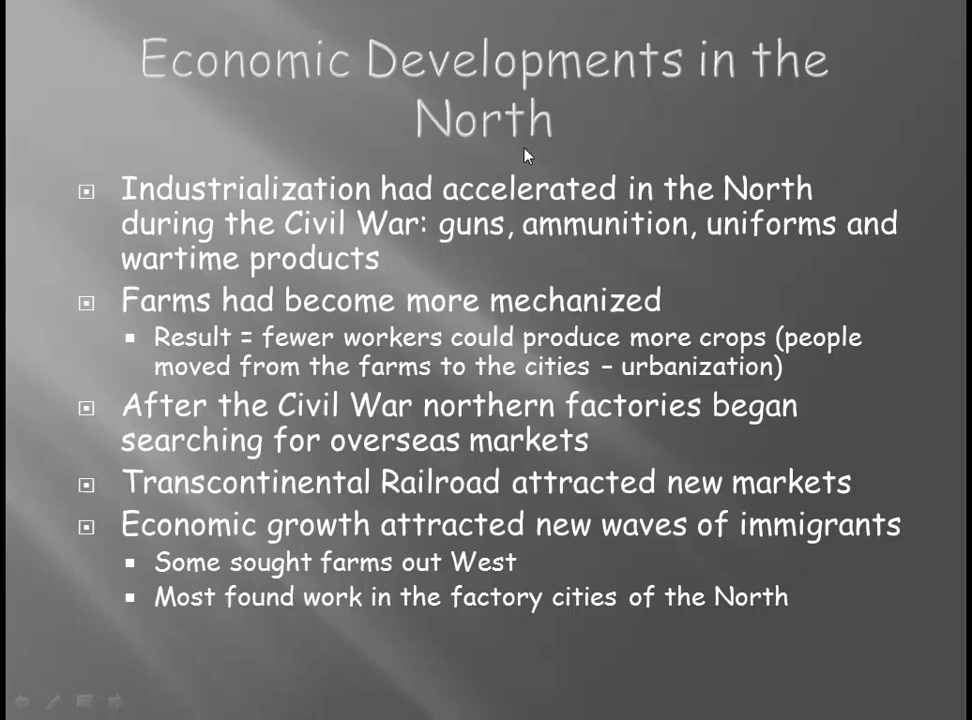 Economic Developments in the
North
Industrialization had accelerated in the North
during the Civil War: guns, ammunition, uniforms and
wartime products
Farms had become more mechanized
Result = fewer workers could produce more crops (people
moved from the farms to the cities – urbanization)
After the Civil War northern factories began
searching for overseas markets
Transcontinental Railroad attracted new markets
Economic growth attracted new waves of immigrants
Some sought farms out West
Most found work in the factory cities of the North